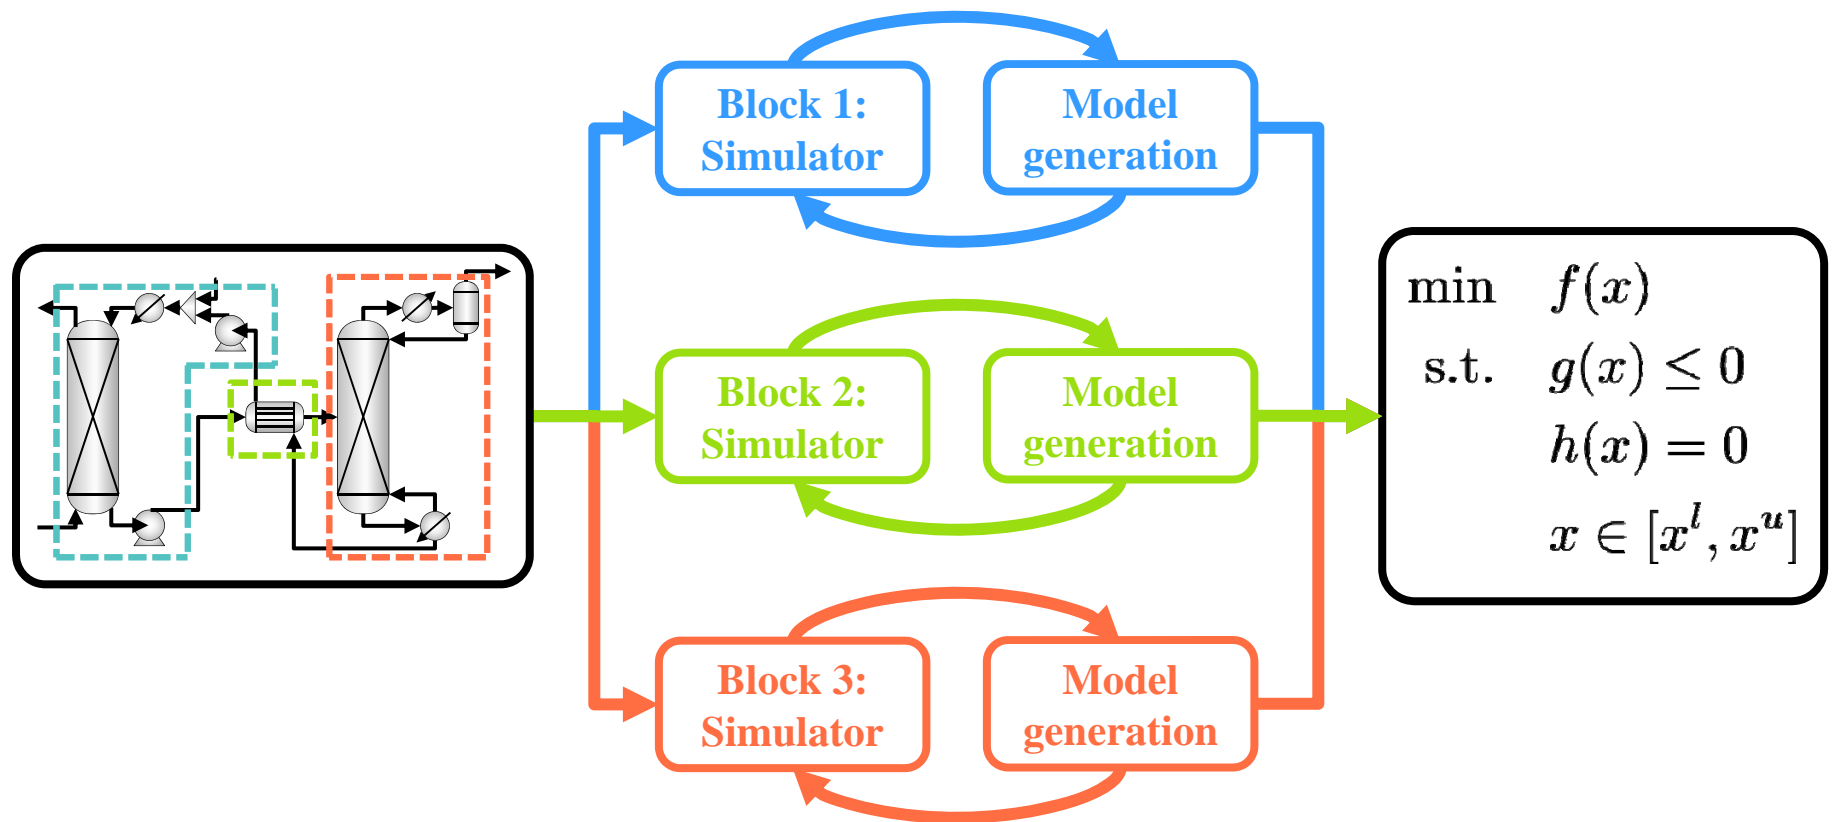 Block 1:
Simulator
Model
generation
Block 2:
Simulator
Model
generation
Block 3:
Simulator
Model
generation
min f(x)
s.t. g(x) ≤ 0
h(x) = 0
x ∈ [x^l, x^u]